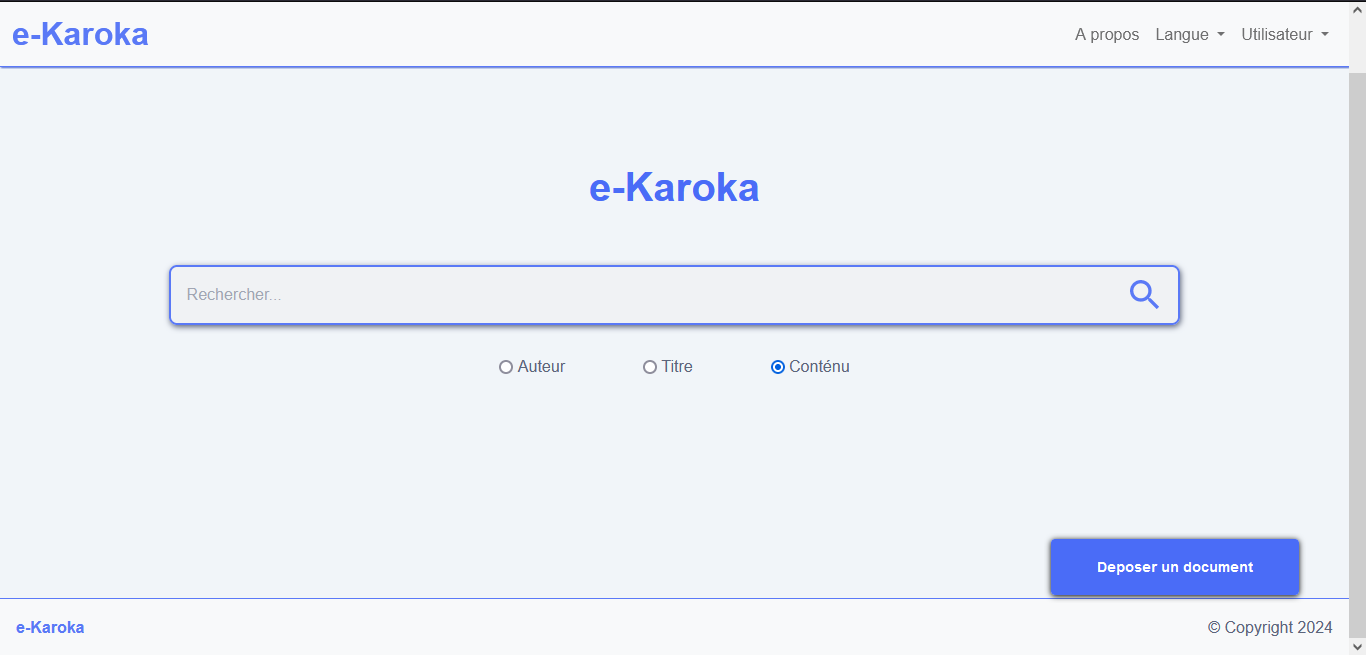 e-Karoka
A propos Langue Utilisateur
e-Karoka
Rechercher...
Auteur Titre Conténu
Deposer un document
e-Karoka © Copyright 2024